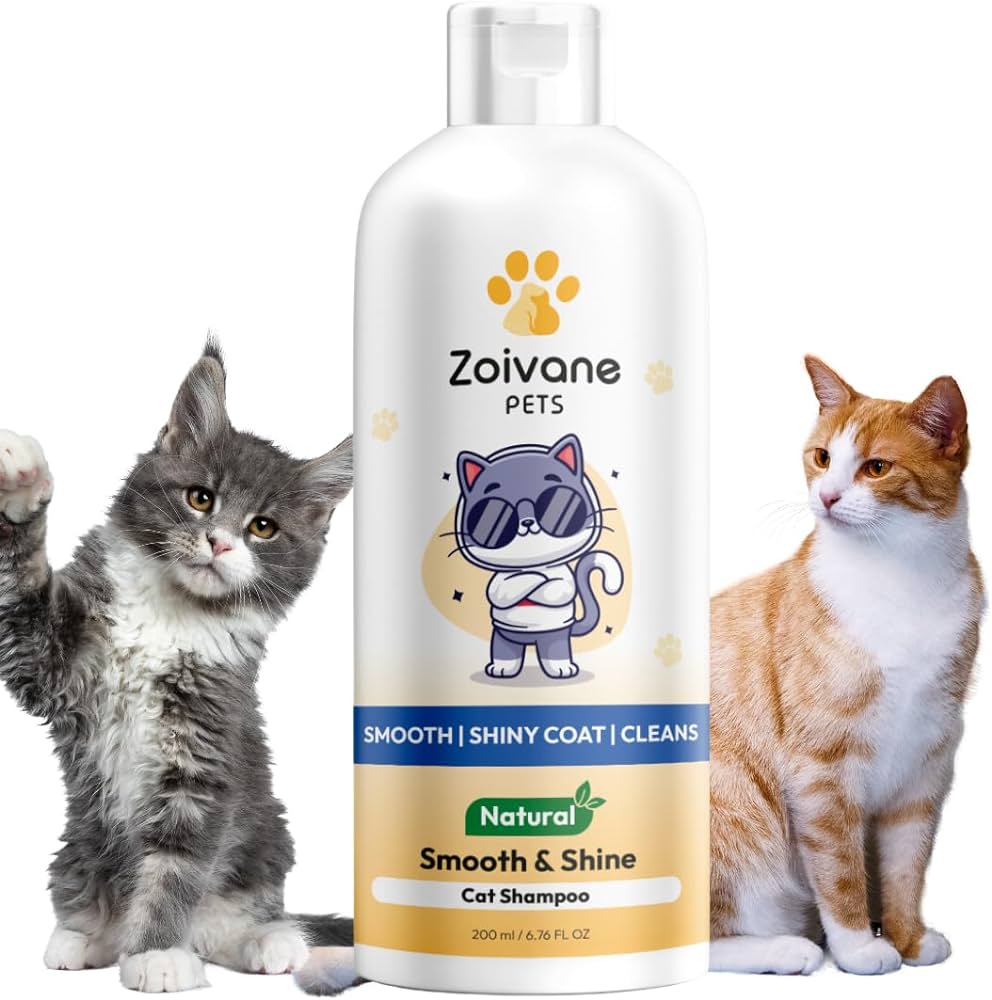 Zoivane
PETS
SMOOTH | SHINY COAT | CLEANS
Natural
Smooth & Shine
Cat Shampoo
200 ml / 6.76 FL OZ